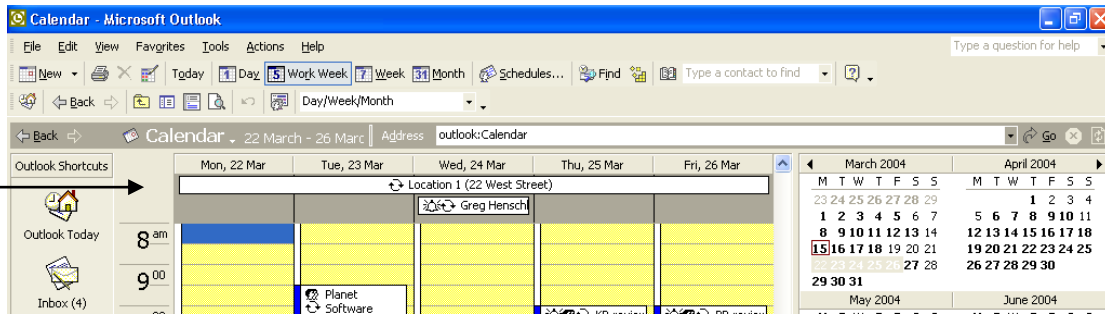 Calendar - Microsoft Outlook
File Edit View Favorites Tools Actions Help Type a question for help
New Today 1 Day 5 Work Week 7 Week 31 Month Schedules... Find Type a contact to find
Back Day/Week/Month
Back Calendar 22 March - 26 Marc Address outlook:Calendar Go
Outlook Shortcuts Mon, 22 Mar Tue, 23 Mar Wed, 24 Mar Thu, 25 Mar Fri, 26 Mar March 2004 April 2004
Location 1 (22 West Street) M T W T F S S M T W T F S S
Greg Hensch 23 24 25 26 27 28 29 1 2 3 4
1 2 3 4 5 6 7 5 6 7 8 9 10 11
Outlook Today 8 am 8 9 10 11 12 13 14 12 13 14 15 16 17 18
15 16 17 18 19 20 21 19 20 21 22 23 24 25
22 23 24 25 26 27 28 26 27 28 29 30
9 00 29 30 31
Inbox (4) Planet May 2004 June 2004
Software